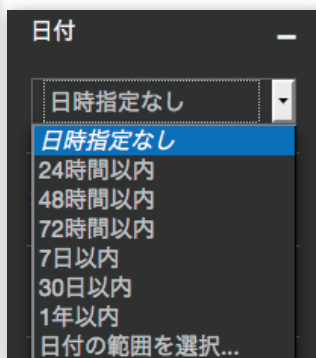 日付
日時指定なし
日時指定なし
24時間以内
48時間以内
72時間以内
7日以内
30日以内
1年以内
日付の範囲を選択...